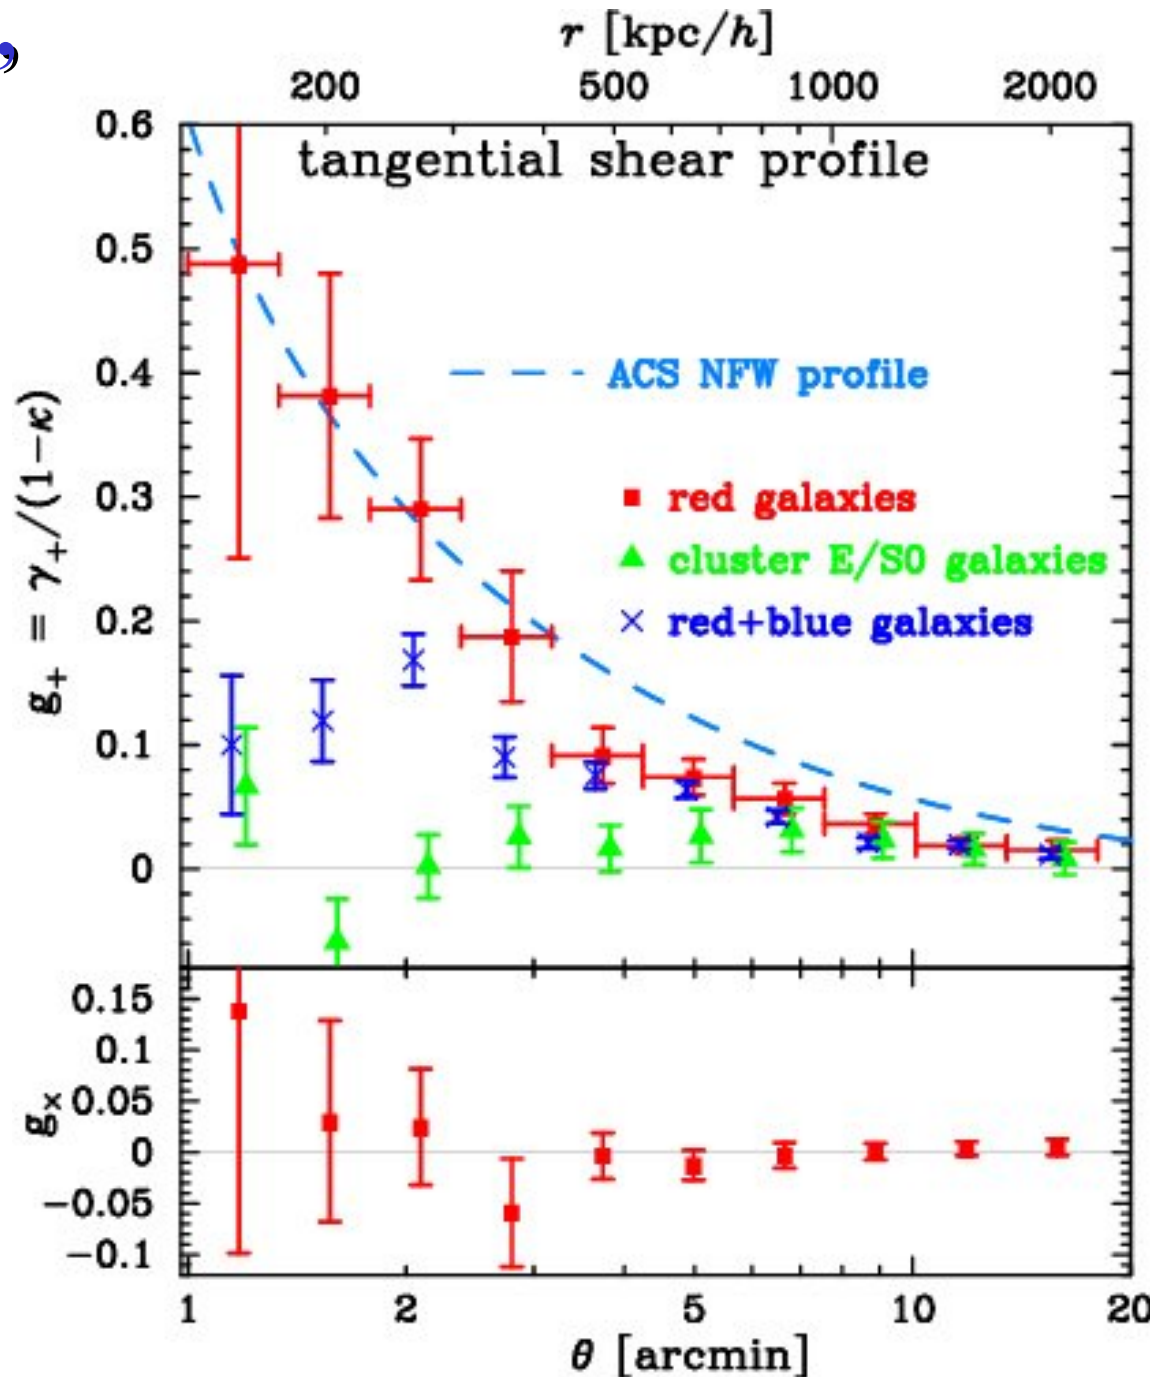 ,
r [kpc/h]
200 500 1000 2000
tangential shear profile
0.6
0.5
0.4
0.3
0.2
0.1
0
g₊ = γ₊/(1−κ)
ACS NFW profile
red galaxies
cluster E/S0 galaxies
red+blue galaxies
0.15
0.1
0.05
0
−0.05
−0.1
g×
1 2 5 10 20
θ [arcmin]